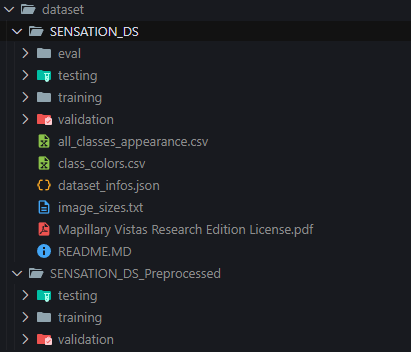 dataset
SENSATION_DS
eval
testing
training
validation
all_classes_appearance.csv
class_colors.csv
dataset_infos.json
image_sizes.txt
Mapillary Vistas Research Edition License.pdf
README.MD
SENSATION_DS_Preprocessed
testing
training
validation